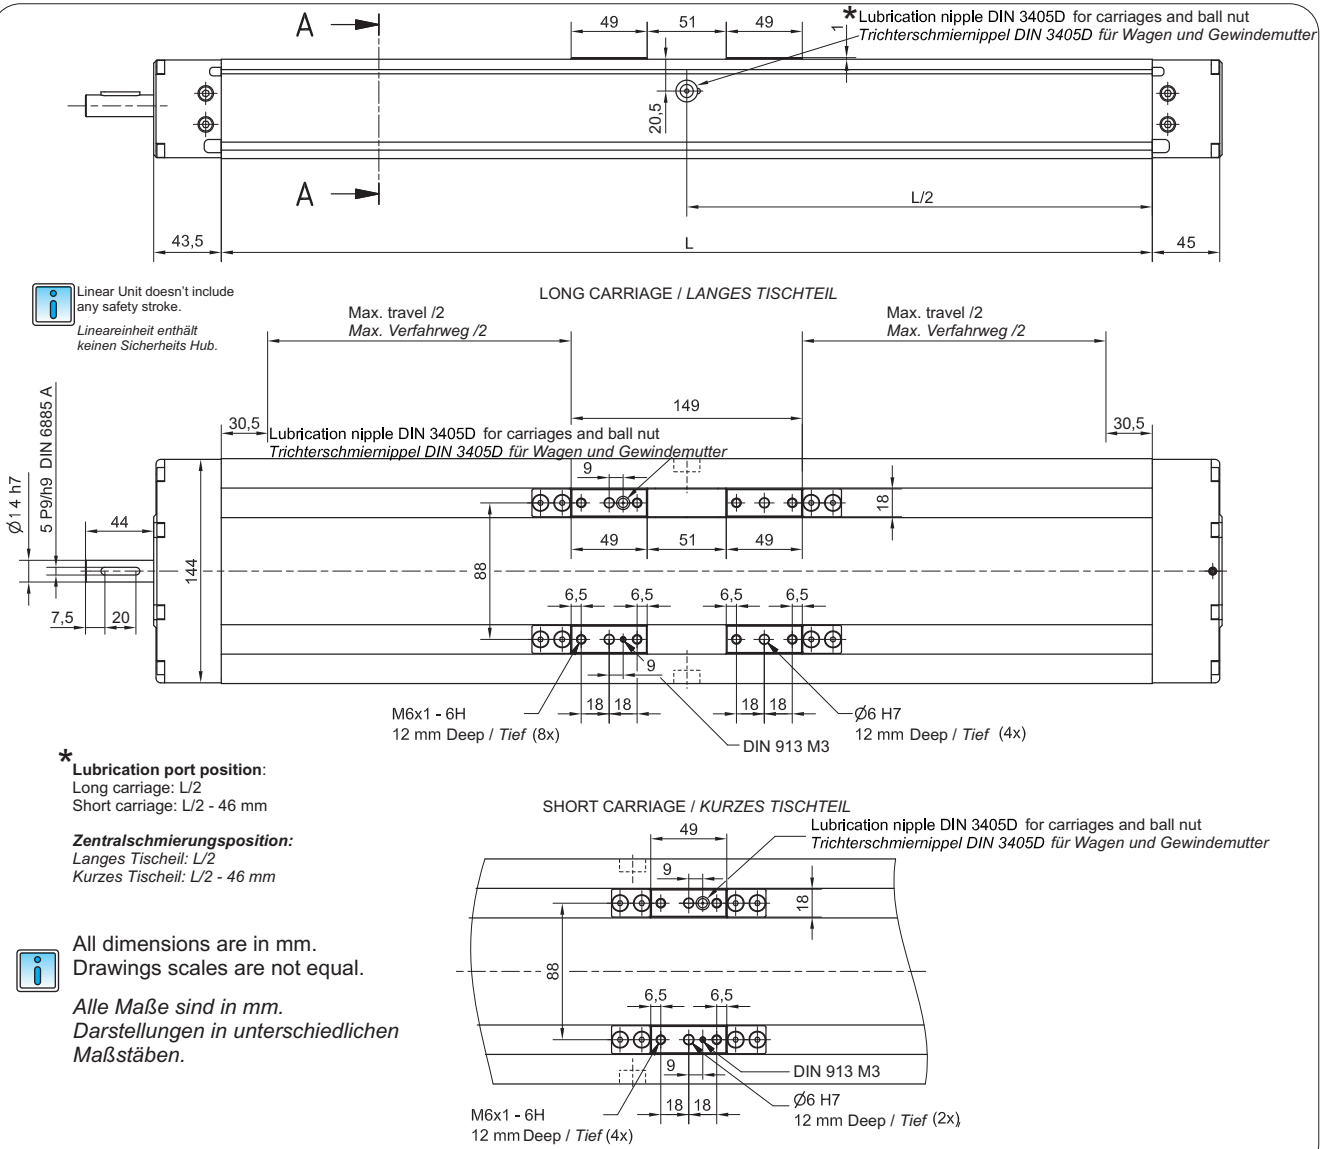 A
49
51
49
1
*Lubrication nipple DIN 3405D for carriages and ball nut
Trichterschmiernippel DIN 3405D für Wagen und Gewindemutter
20,5
A
L/2
43,5
L
45
Linear Unit doesn't include
any safety stroke.
Lineareinheit enthält
keinen Sicherheits Hub.
LONG CARRIAGE / LANGES TISCHTEIL
Max. travel /2
Max. Verfahrweg /2
Max. travel /2
Max. Verfahrweg /2
149
30,5
30,5
Lubrication nipple DIN 3405D for carriages and ball nut
Trichterschmiernippel DIN 3405D für Wagen und Gewindemutter
9
18
Ø14 h7
5 P9/h9 DIN 6885 A
44
144
88
49
51
49
7,5
20
6,5
6,5
6,5
6,5
9
18
18
18
18
M6x1 - 6H
12 mm Deep / Tief (8x)
DIN 913 M3
Ø6 H7
12 mm Deep / Tief (4x)
*
Lubrication port position:
Long carriage: L/2
Short carriage: L/2 - 46 mm
Zentralschmierungsposition:
Langes Tischeil: L/2
Kurzes Tischeil: L/2 - 46 mm
All dimensions are in mm.
Drawings scales are not equal.
Alle Maße sind in mm.
Darstellungen in unterschiedlichen
Maßstäben.
SHORT CARRIAGE / KURZES TISCHTEIL
49
Lubrication nipple DIN 3405D for carriages and ball nut
Trichterschmiernippel DIN 3405D für Wagen und Gewindemutter
9
18
88
6,5
6,5
9
DIN 913 M3
18
18
Ø6 H7
12 mm Deep / Tief (2x)
M6x1 - 6H
12 mm Deep / Tief (4x)